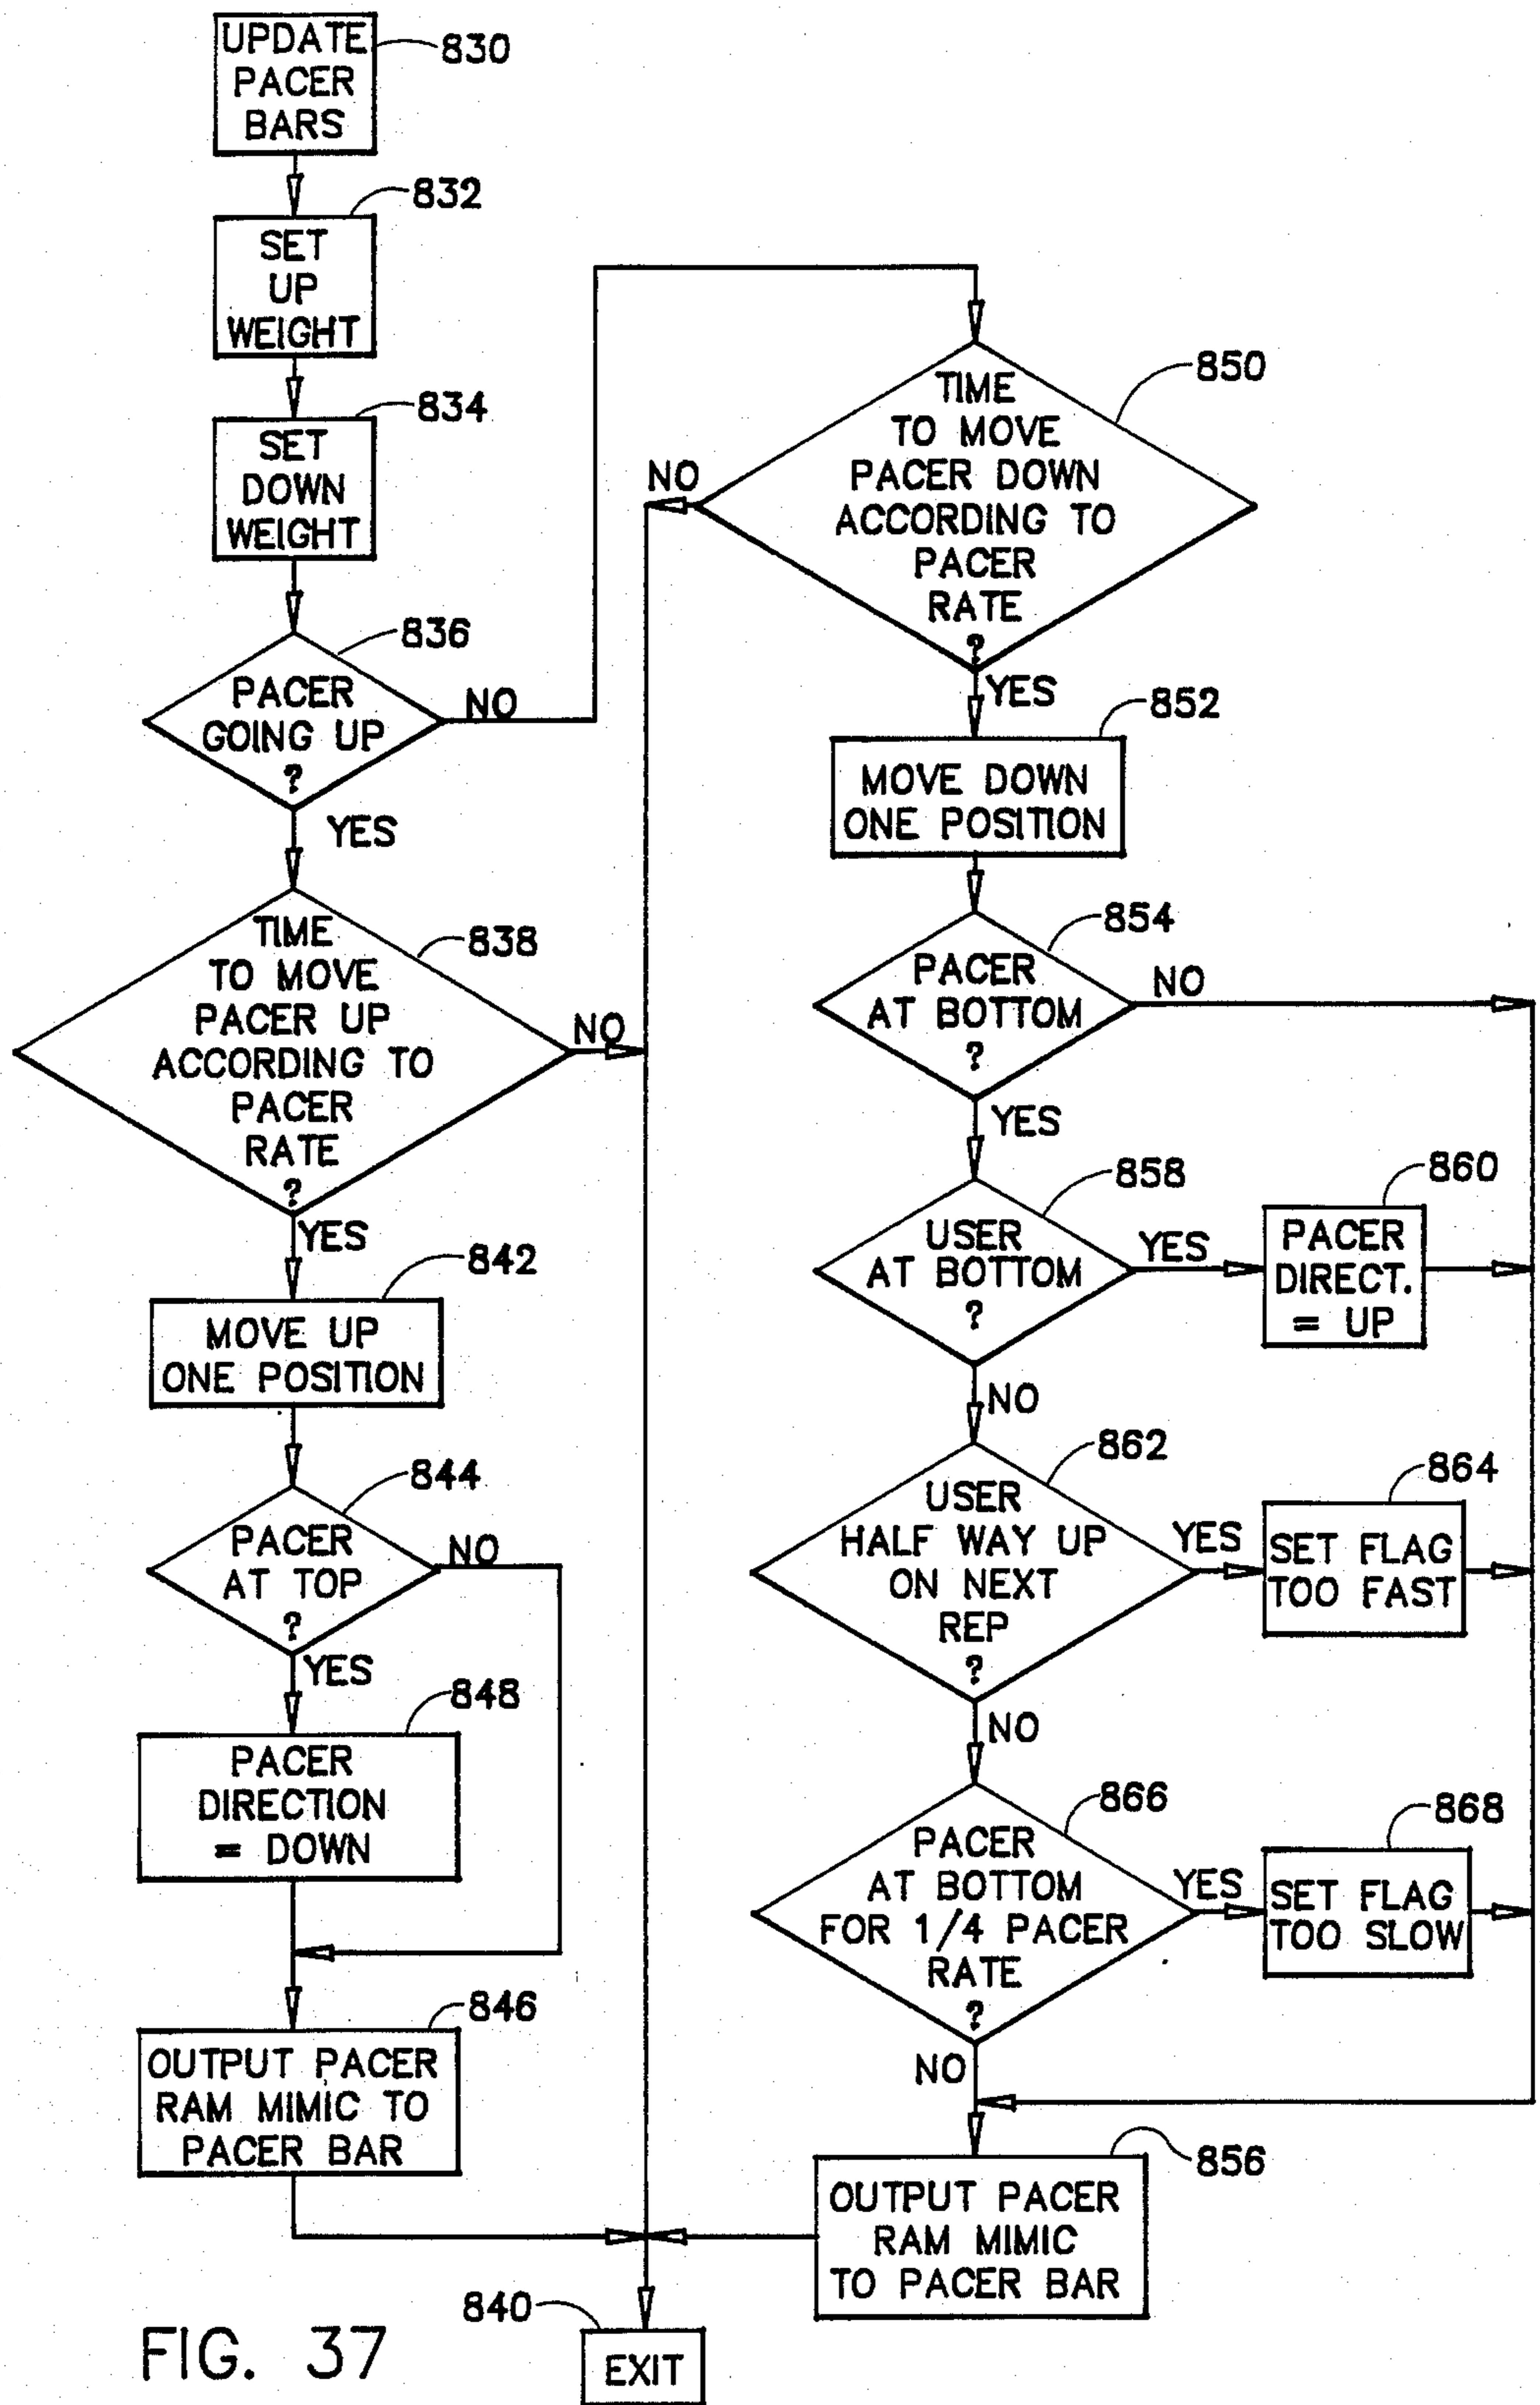 UPDATE
PACER
BARS
830
832
SET
UP
WEIGHT
834
SET
DOWN
WEIGHT
836
PACER
GOING UP
?
NO
YES
838
TIME
TO MOVE
PACER UP
ACCORDING TO
PACER
RATE
?
NO
YES
842
MOVE UP
ONE POSITION
844
PACER
AT TOP
?
NO
YES
848
PACER
DIRECTION
= DOWN
846
OUTPUT PACER
RAM MIMIC TO
PACER BAR
850
TIME
TO MOVE
PACER DOWN
ACCORDING TO
PACER
RATE
?
NO
YES
852
MOVE DOWN
ONE POSITION
854
PACER
AT BOTTOM
?
NO
YES
858
USER
AT BOTTOM
?
YES
860
PACER
DIRECT.
= UP
NO
862
USER
HALF WAY UP
ON NEXT
REP
?
YES
864
SET FLAG
TOO FAST
NO
866
PACER
AT BOTTOM
FOR 1/4 PACER
RATE
?
YES
868
SET FLAG
TOO SLOW
NO
856
OUTPUT PACER
RAM MIMIC
TO PACER BAR
840
EXIT
FIG. 37